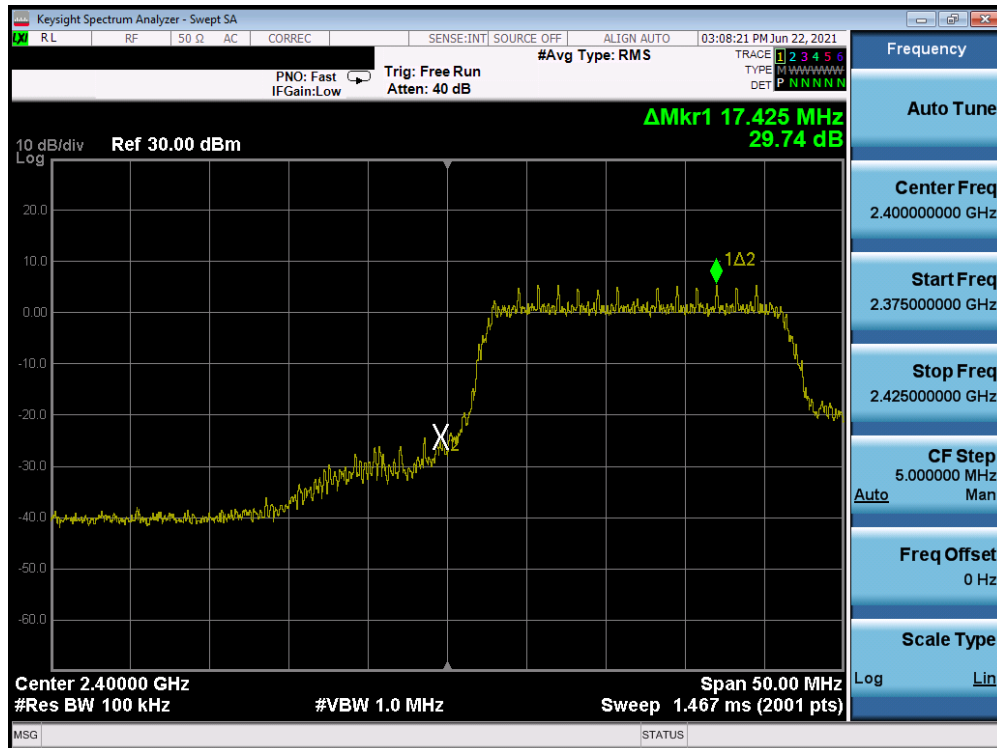 Keysight Spectrum Analyzer - Swept SA
LXI RL RF 50 Ω AC CORREC SENSE:INT SOURCE OFF ALIGN AUTO 03:08:21 PM Jun 22, 2021
#Avg Type: RMS
TRACE 1 2 3 4 5 6
PNO: Fast Trig: Free Run
TYPE M W W W W W
IFGain:Low Atten: 40 dB
DET P N N N N N
Frequency
ΔMkr1 17.425 MHz
29.74 dB
10 dB/div Ref 30.00 dBm
Log
20.0
10.0
0.00
-10.0
-20.0
-30.0
-40.0
-50.0
-60.0
1Δ2
X2
Center 2.40000 GHz Span 50.00 MHz
#Res BW 100 kHz #VBW 1.0 MHz Sweep 1.467 ms (2001 pts)
MSG STATUS
Auto Tune
Center Freq
2.400000000 GHz
Start Freq
2.375000000 GHz
Stop Freq
2.425000000 GHz
CF Step
5.000000 MHz
Auto Man
Freq Offset
0 Hz
Scale Type
Log Lin